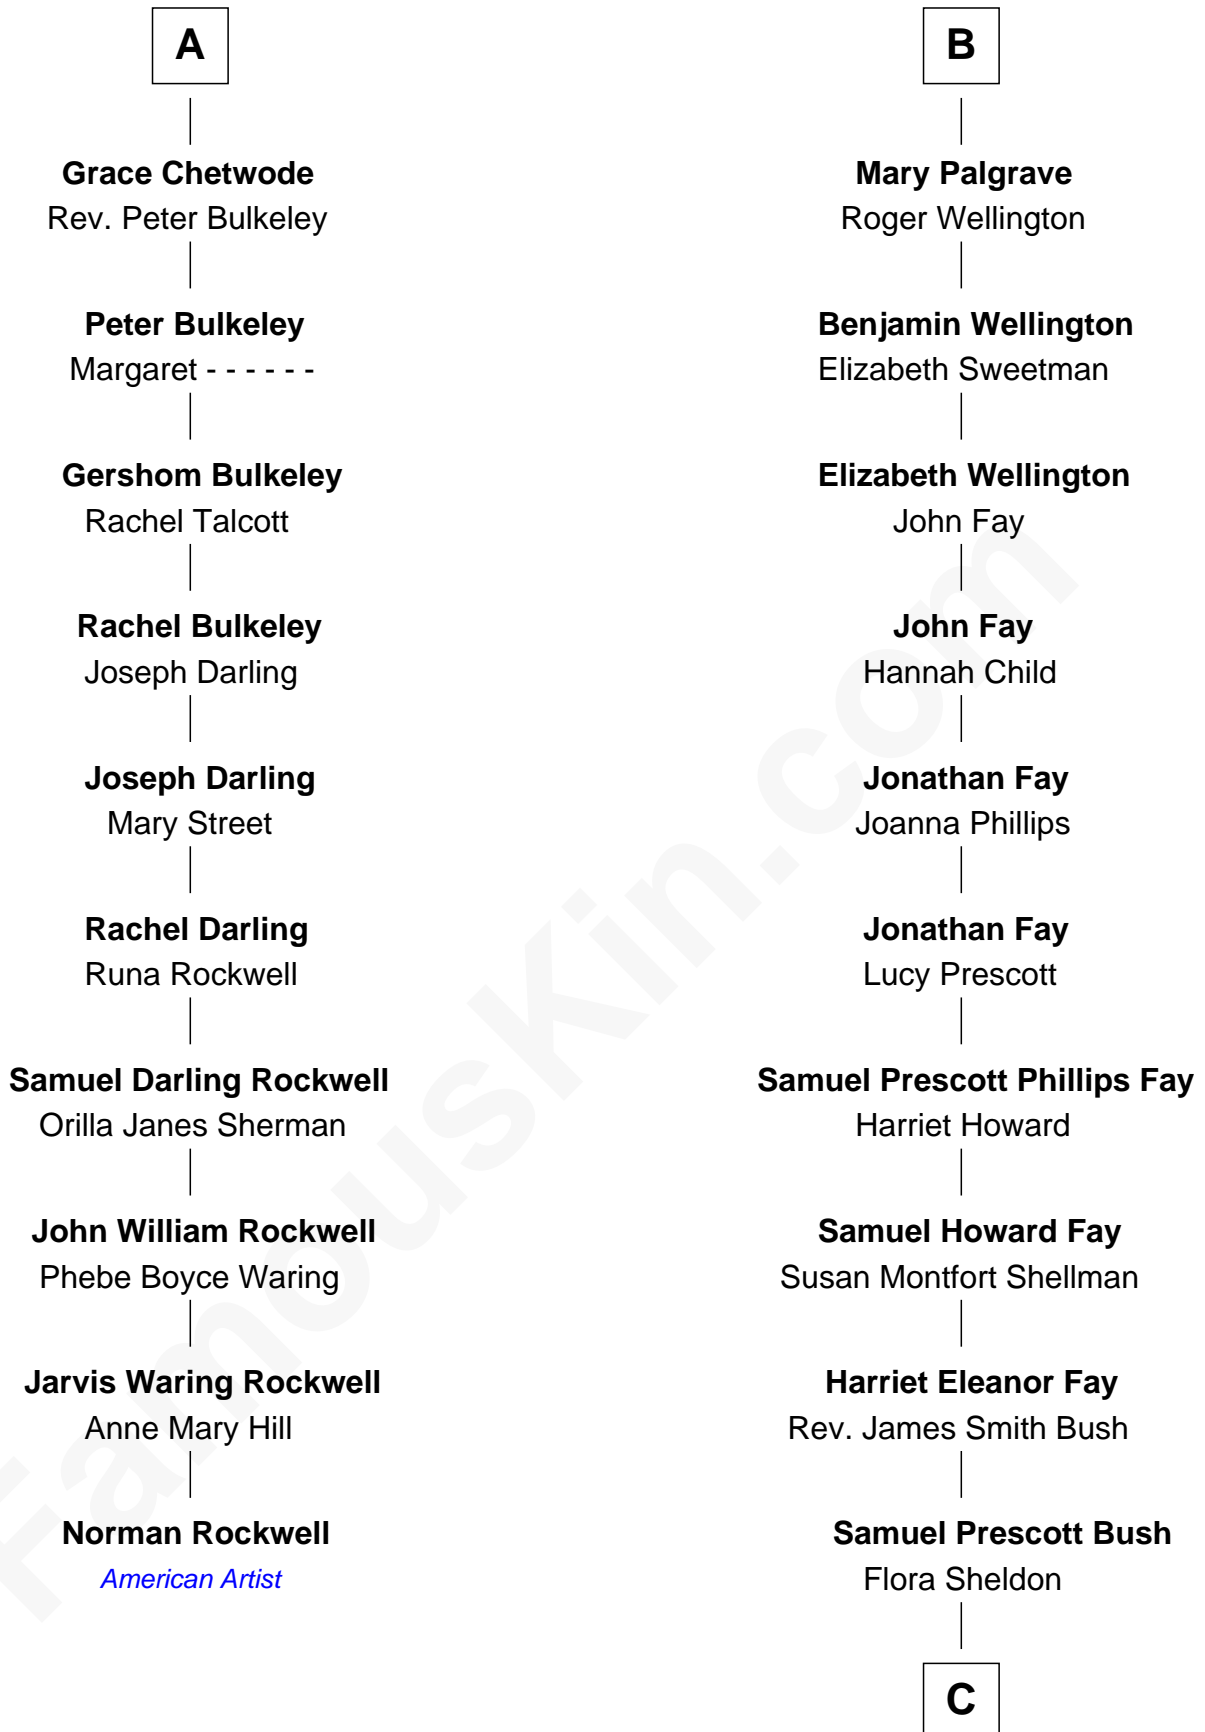 A
Grace Chetwode
Rev. Peter Bulkeley
Peter Bulkeley
Margaret - - - - - -
Gershom Bulkeley
Rachel Talcott
Rachel Bulkeley
Joseph Darling
Joseph Darling
Mary Street
Rachel Darling
Runa Rockwell
Samuel Darling Rockwell
Orilla Janes Sherman
John William Rockwell
Phebe Boyce Waring
Jarvis Waring Rockwell
Anne Mary Hill
Norman Rockwell
American Artist
B
Mary Palgrave
Roger Wellington
Benjamin Wellington
Elizabeth Sweetman
Elizabeth Wellington
John Fay
John Fay
Hannah Child
Jonathan Fay
Joanna Phillips
Jonathan Fay
Lucy Prescott
Samuel Prescott Phillips Fay
Harriet Howard
Samuel Howard Fay
Susan Montfort Shellman
Harriet Eleanor Fay
Rev. James Smith Bush
Samuel Prescott Bush
Flora Sheldon
C
FamousKin.com